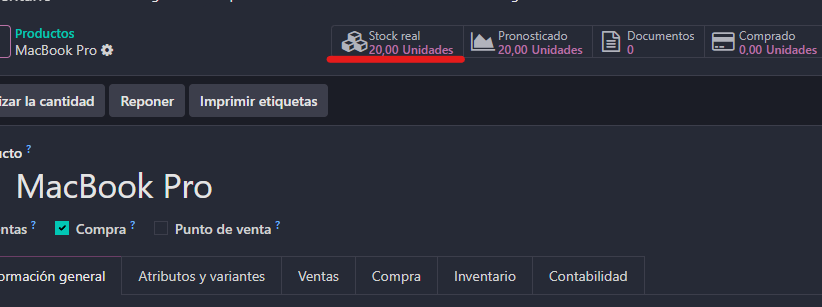 Productos
MacBook Pro
Stock real
20,00 Unidades
Pronosticado
20,00 Unidades
Documentos
0
Comprado
0,00 Unidades
izar la cantidad
Reponer
Imprimir etiquetas
ucto ?
MacBook Pro
ntas ?
Compra ?
Punto de venta ?
ormación general
Atributos y variantes
Ventas
Compra
Inventario
Contabilidad